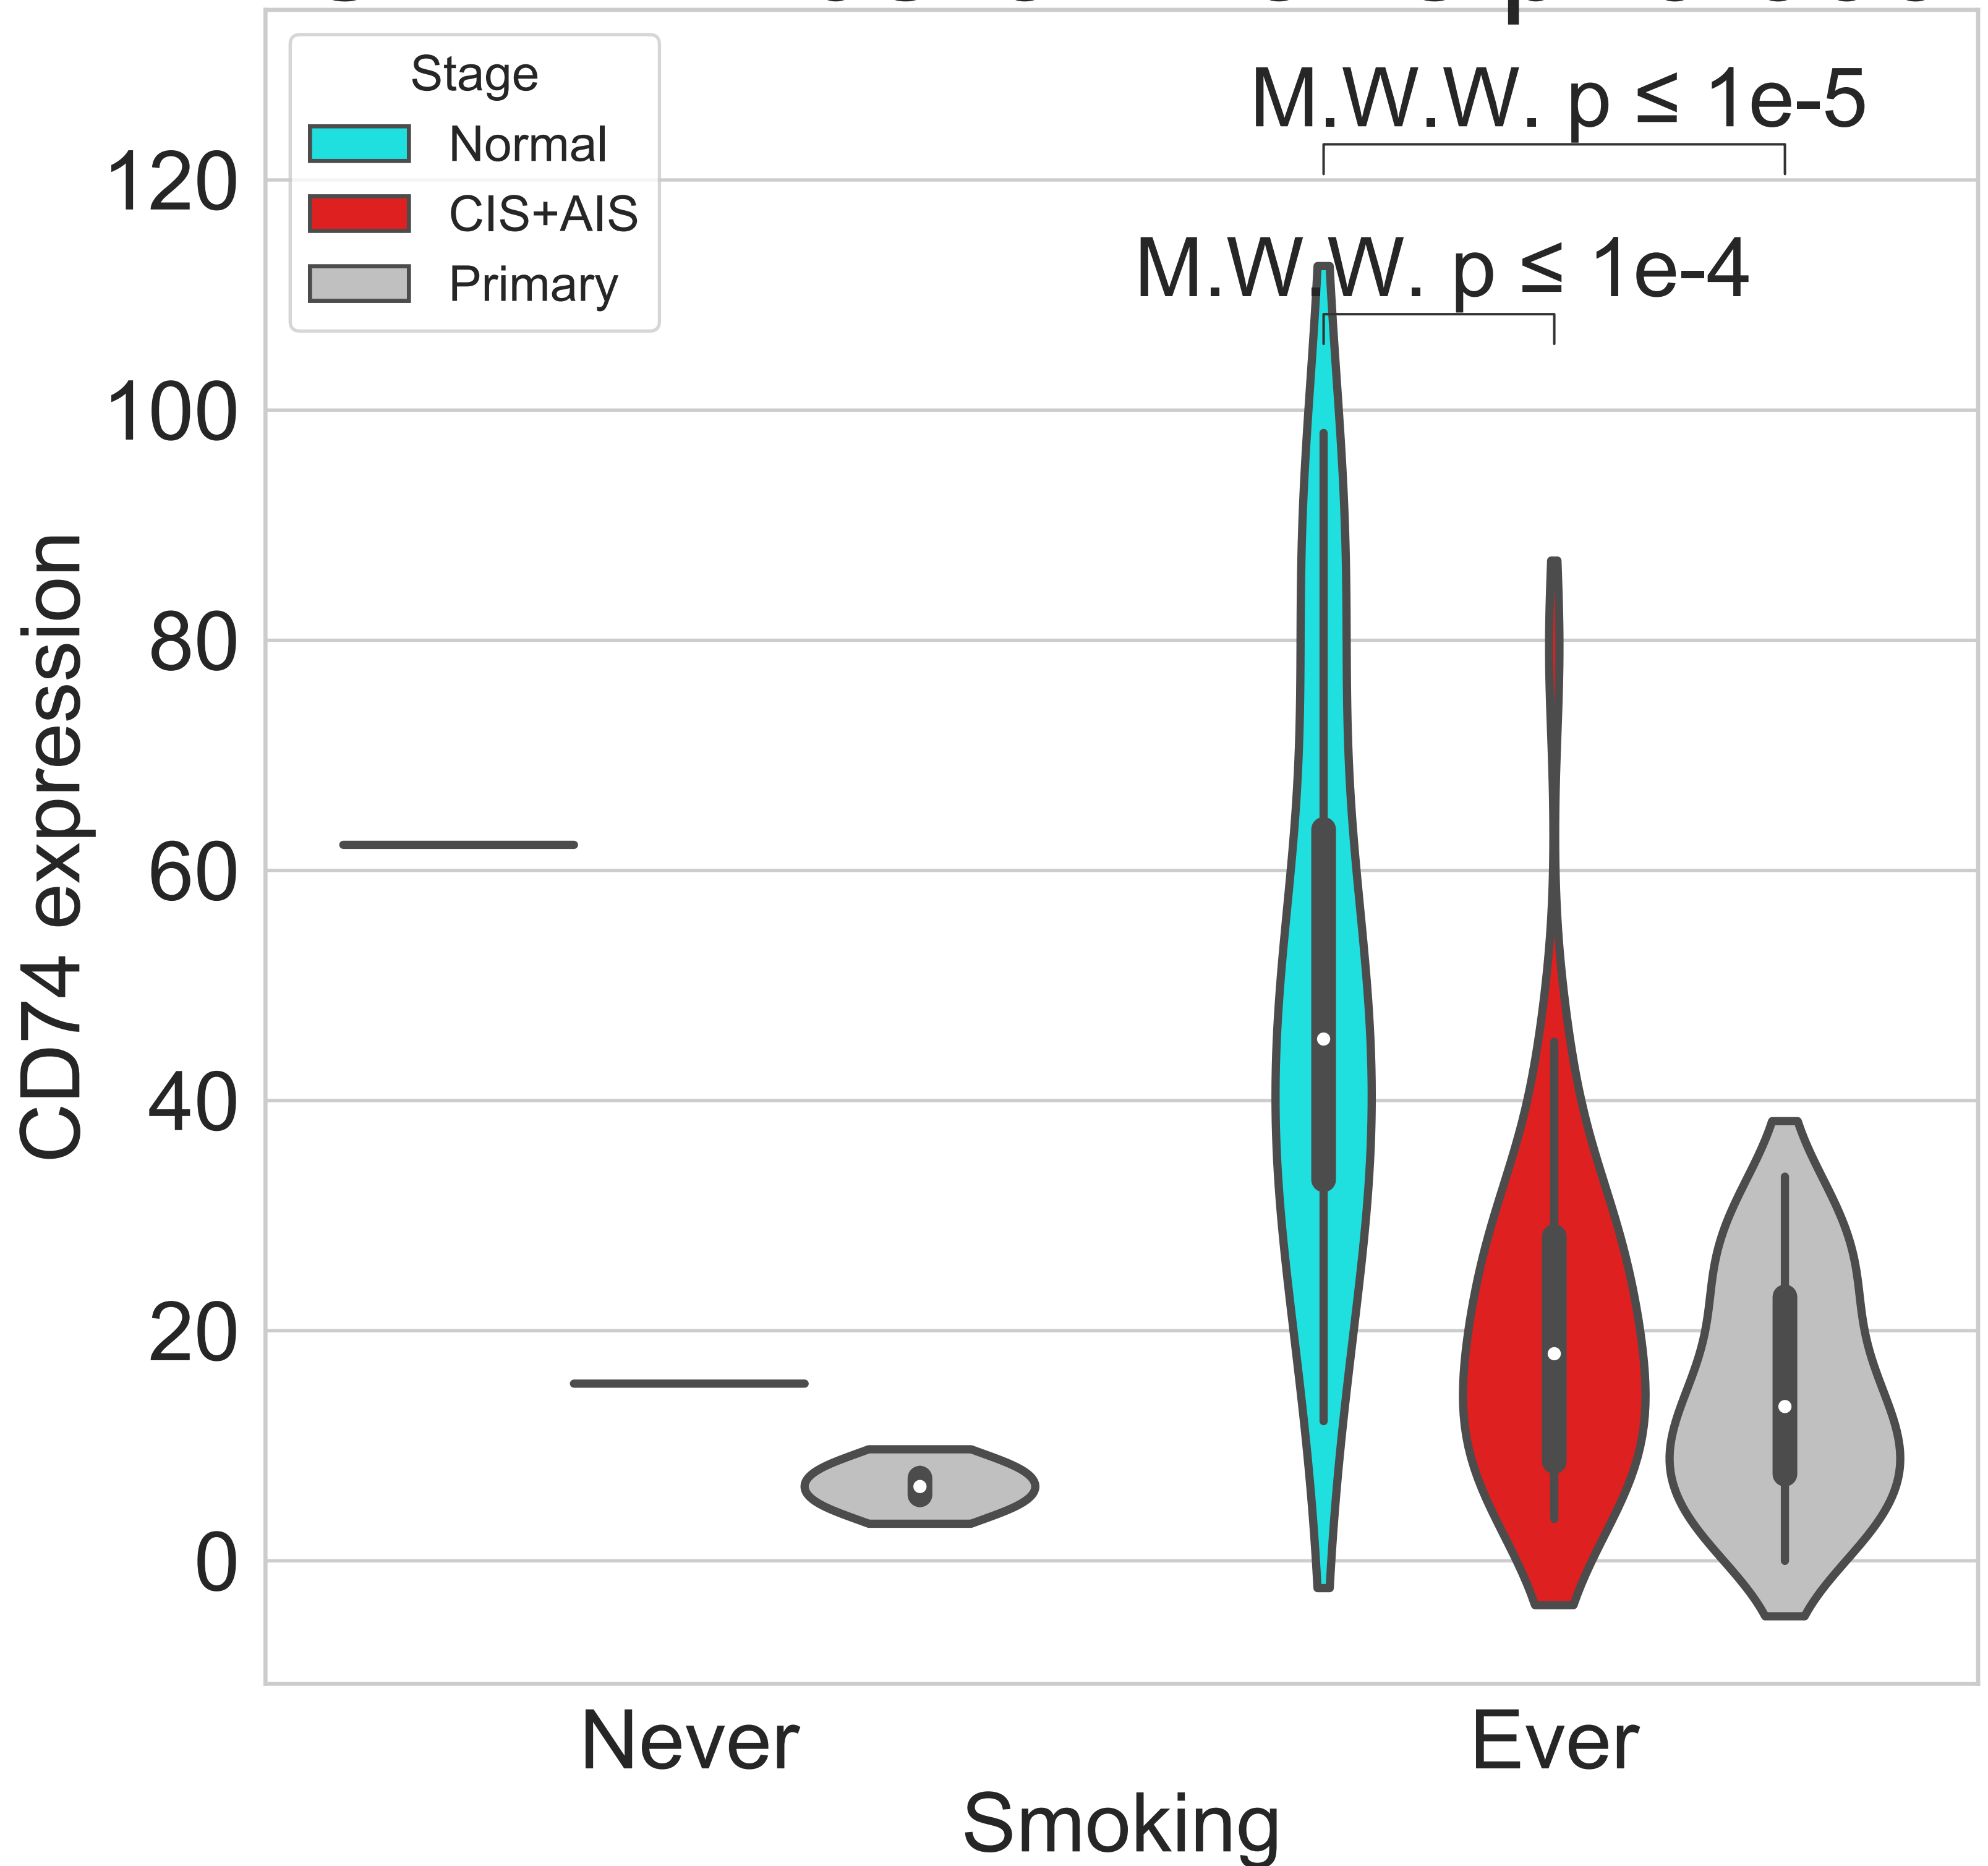 Stage
Normal
CIS+AIS
Primary
M.W.W. p ≤ 1e-5
M.W.W. p ≤ 1e-4
120
100
80
60
40
20
0
CD74 expression
Never
Ever
Smoking